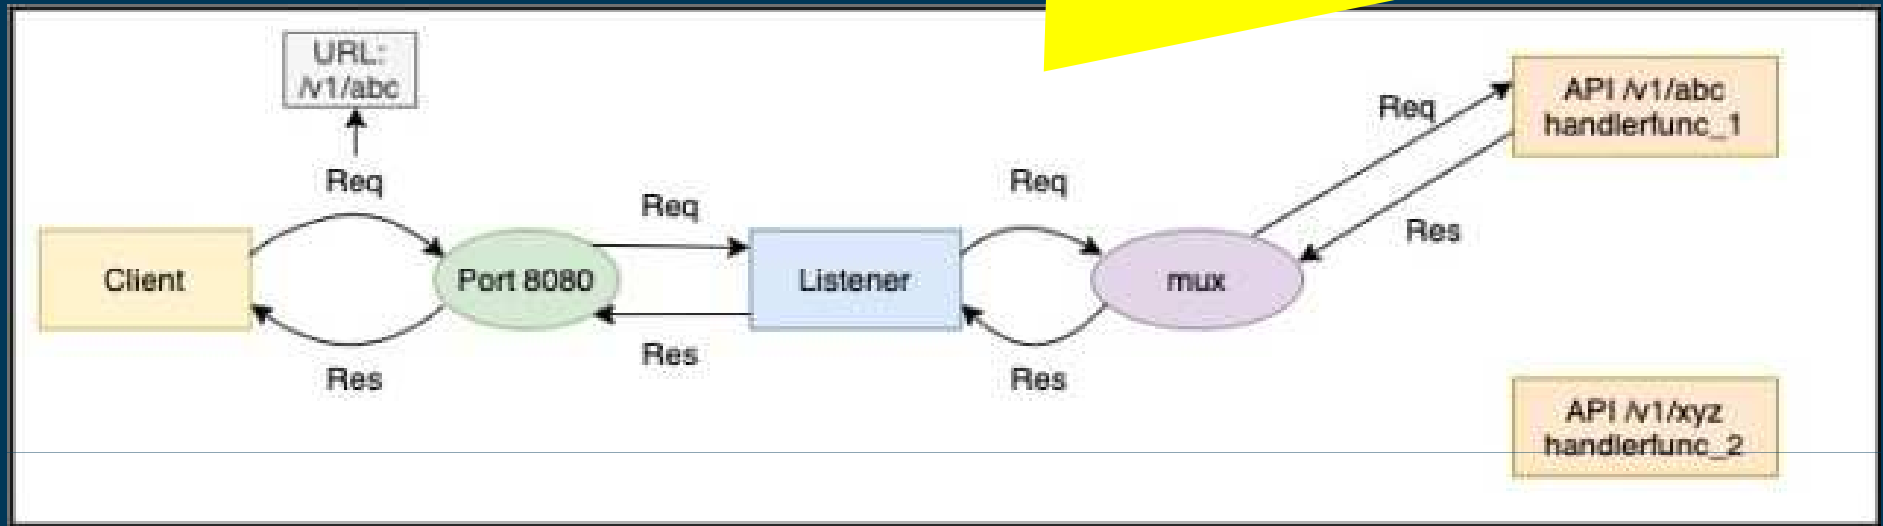 URL:
/v1/abc
Req
Client
Res
Port 8080
Req
Res
Listener
Req
Res
mux
Req
Res
API /v1/abc
handlerfunc_1
API /v1/xyz
handlerfunc_2